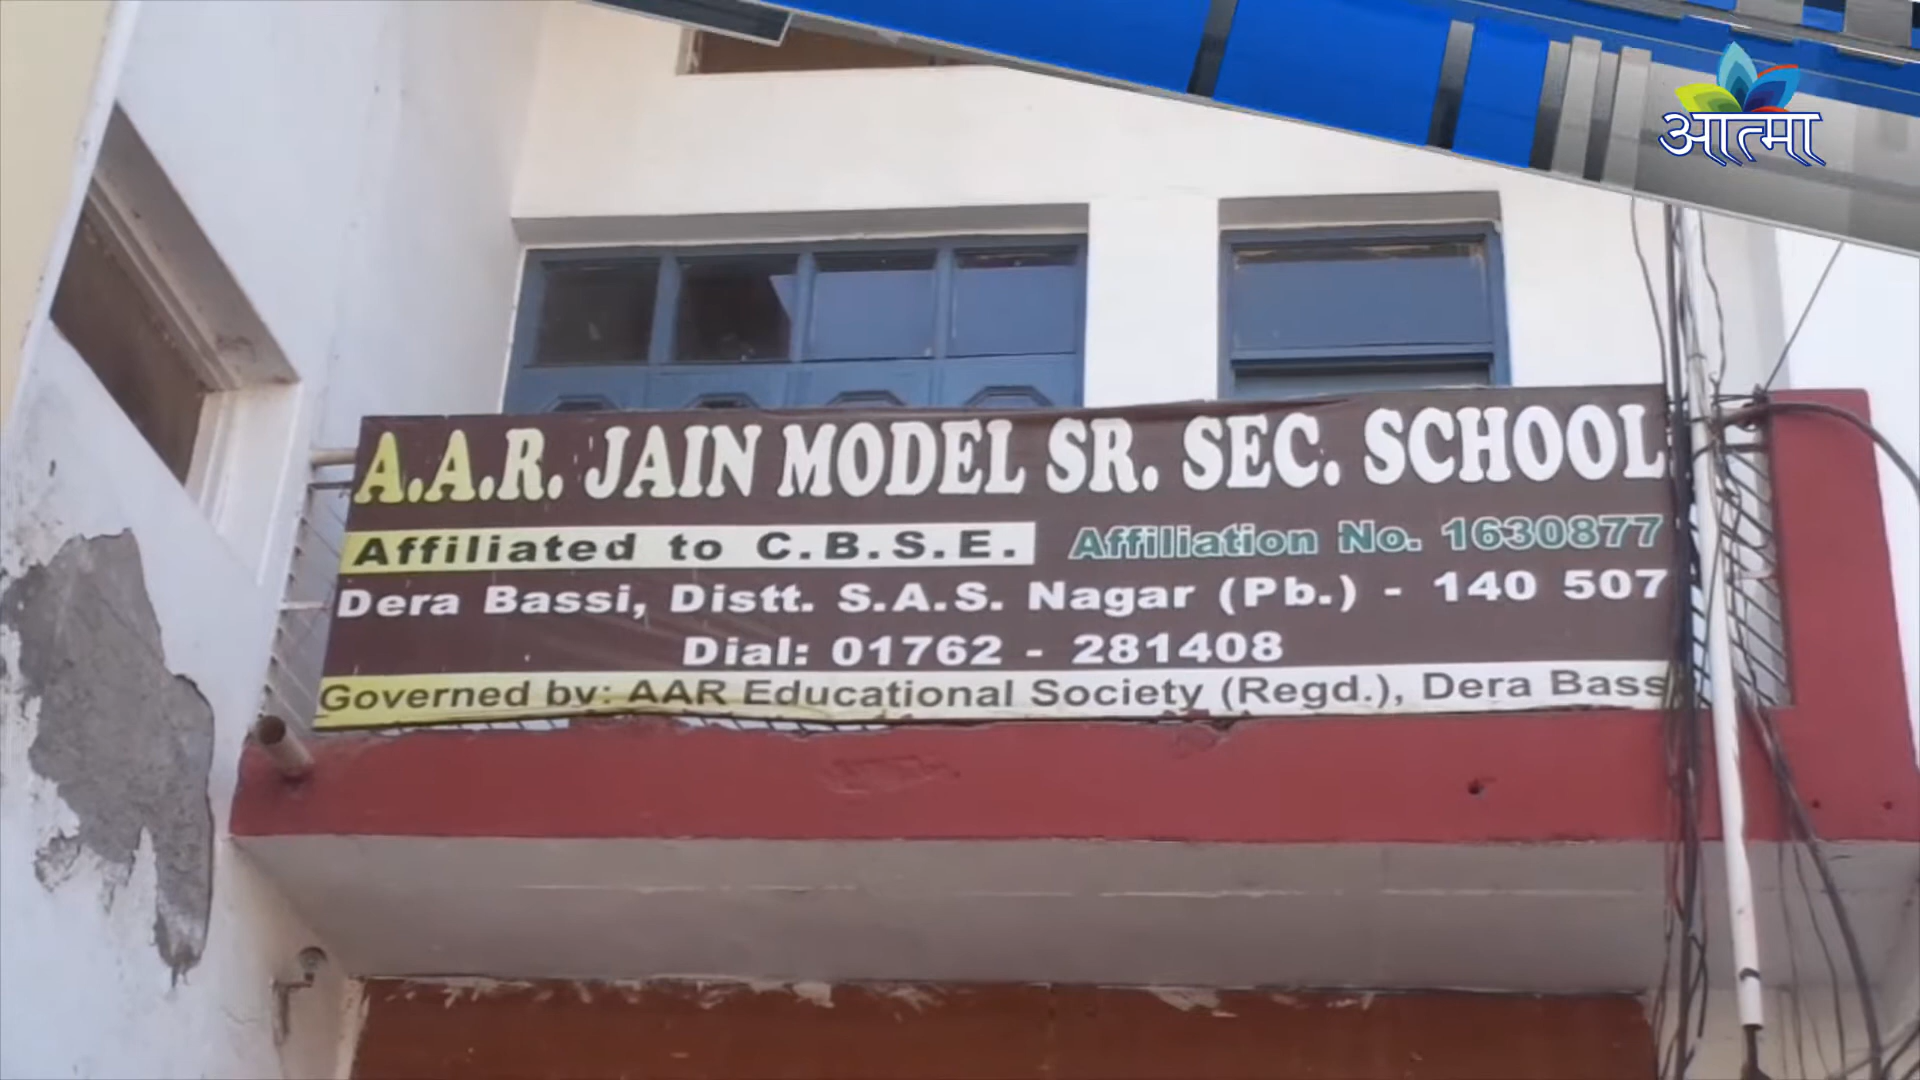 आत्मा
A.A.R. JAIN MODEL SR. SEC. SCHOOL
Affiliated to C.B.S.E. Affiliation No. 1630877
Dera Bassi, Distt. S.A.S. Nagar (Pb.) - 140 507
Dial: 01762 - 281408
Governed by: AAR Educational Society (Regd.), Dera Bass